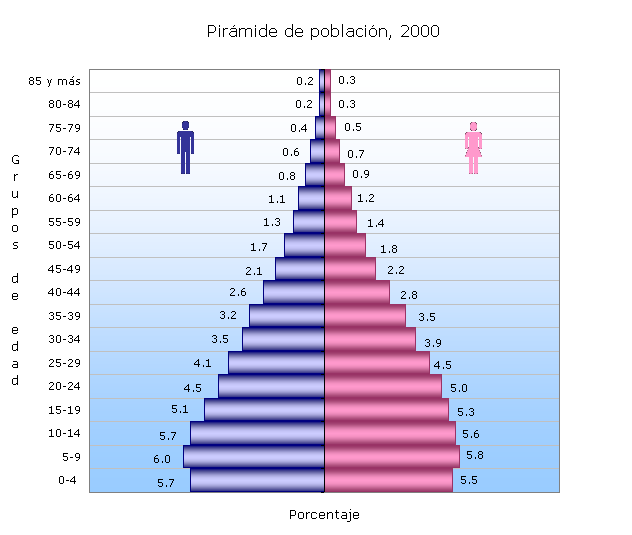 Pirámide de población, 2000
85 y más 0.2 0.3
80-84 0.2 0.3
75-79 0.4 0.5
70-74 0.6 0.7
65-69 0.8 0.9
60-64 1.1 1.2
55-59 1.3 1.4
50-54 1.7 1.8
45-49 2.1 2.2
40-44 2.6 2.8
35-39 3.2 3.5
30-34 3.5 3.9
25-29 4.1 4.5
20-24 4.5 5.0
15-19 5.1 5.3
10-14 5.7 5.6
5-9 6.0 5.8
0-4 5.7 5.5
Grupos de edad
Porcentaje